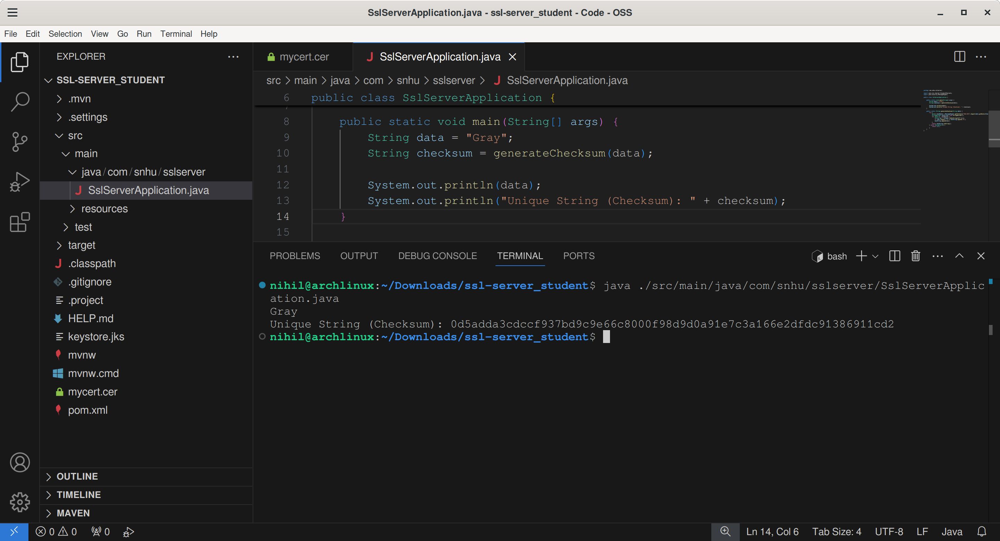 SslServerApplication.java - ssl-server_student - Code - OSS
File Edit Selection View Go Run Terminal Help
EXPLORER
SSL-SERVER_STUDENT
.mvn
.settings
src
main
java/com/snhu/sslserver
SslServerApplication.java
resources
test
target
.classpath
.gitignore
.project
HELP.md
keystore.jks
mvnw
mvnw.cmd
mycert.cer
pom.xml
OUTLINE
TIMELINE
MAVEN
mycert.cer SslServerApplication.java
src > main > java > com > snhu > sslserver > SslServerApplication.java
6 public class SslServerApplication {
8 public static void main(String[] args) {
9 String data = "Gray";
10 String checksum = generateChecksum(data);
11
12 System.out.println(data);
13 System.out.println("Unique String (Checksum): " + checksum);
14 }
15
PROBLEMS OUTPUT DEBUG CONSOLE TERMINAL PORTS
bash
nihil@archlinux:~/Downloads/ssl-server_student$ java ./src/main/java/com/snhu/sslserver/SslServerApplic
ation.java
Gray
Unique String (Checksum): 0d5adda3cdccf937bd9c9e66c8000f98d9d0a91e7c3a166e2dfdc91386911cd2
nihil@archlinux:~/Downloads/ssl-server_student$
0 0 0
Ln 14, Col 6 Tab Size: 4 UTF-8 LF Java